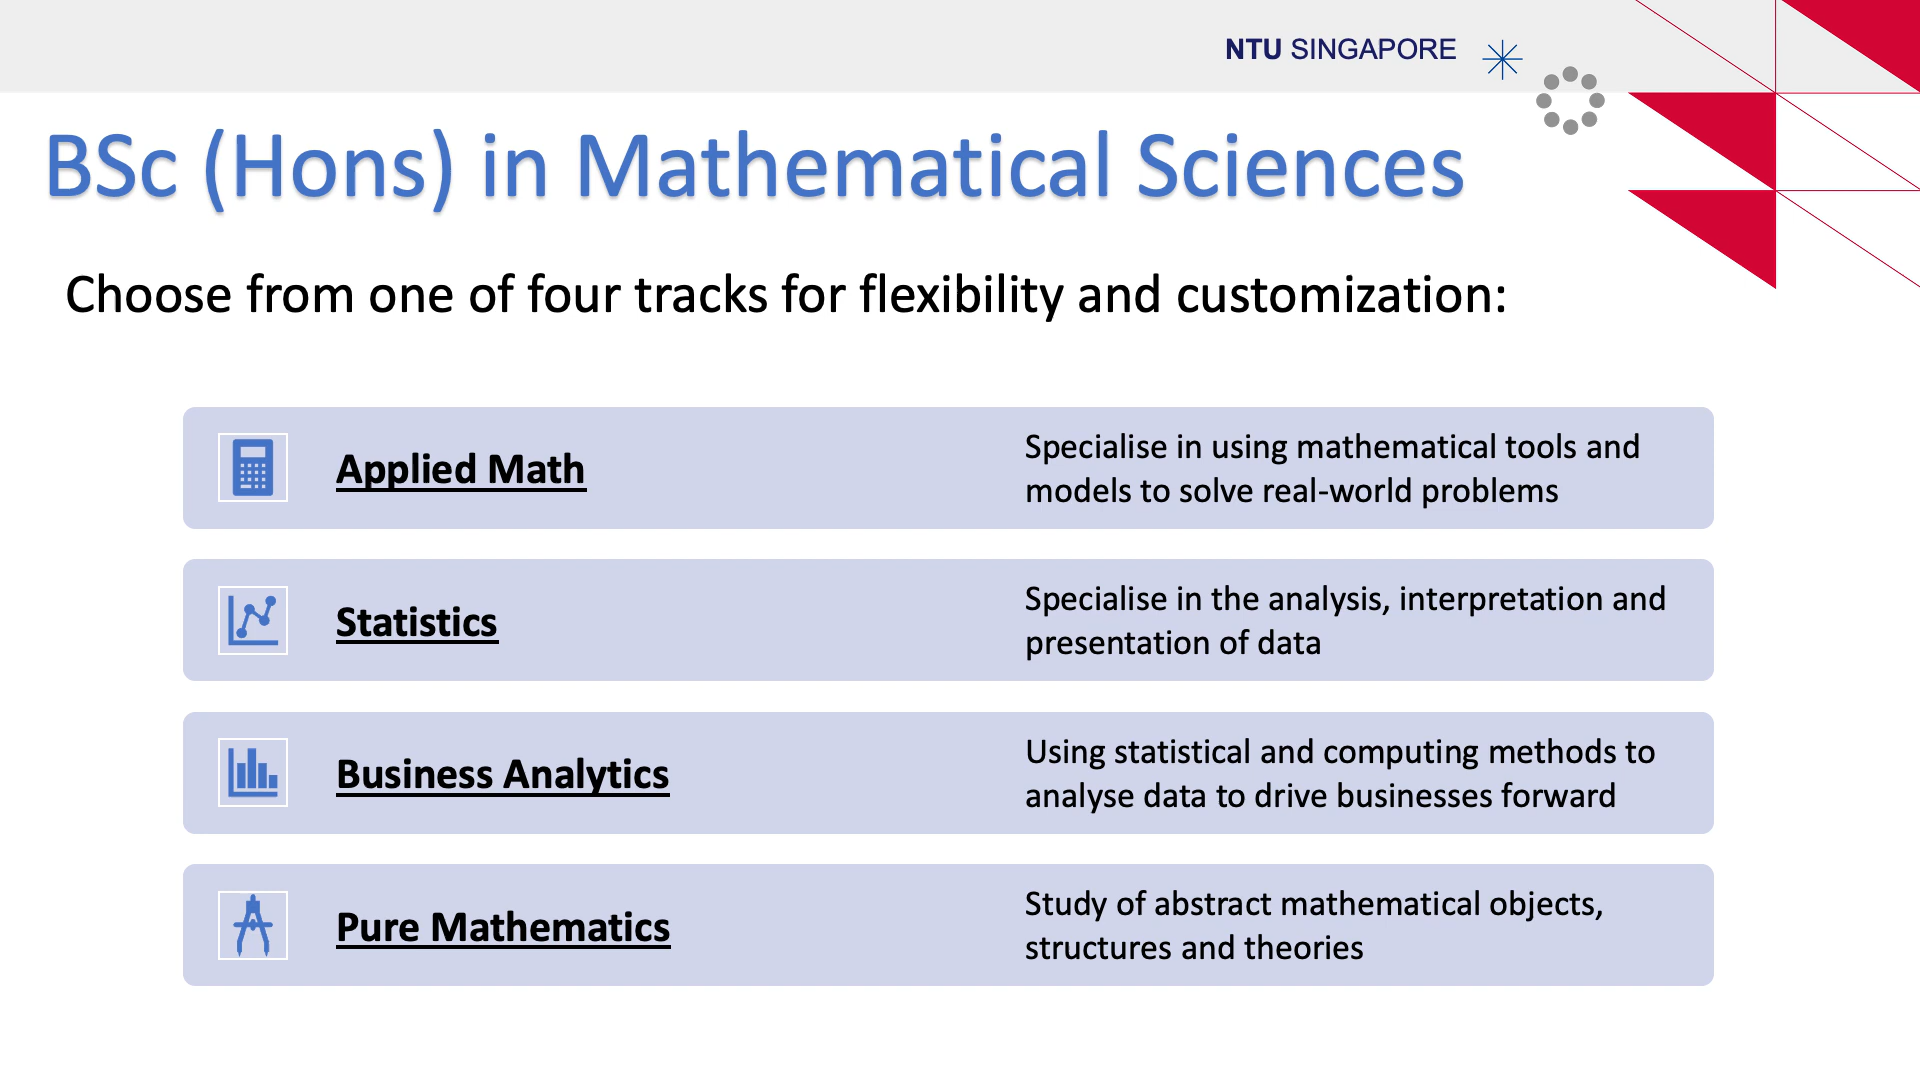 NTU SINGAPORE
BSc (Hons) in Mathematical Sciences
Choose from one of four tracks for flexibility and customization:
Applied Math
Specialise in using mathematical tools and
models to solve real-world problems
Statistics
Specialise in the analysis, interpretation and
presentation of data
Business Analytics
Using statistical and computing methods to
analyse data to drive businesses forward
Pure Mathematics
Study of abstract mathematical objects,
structures and theories